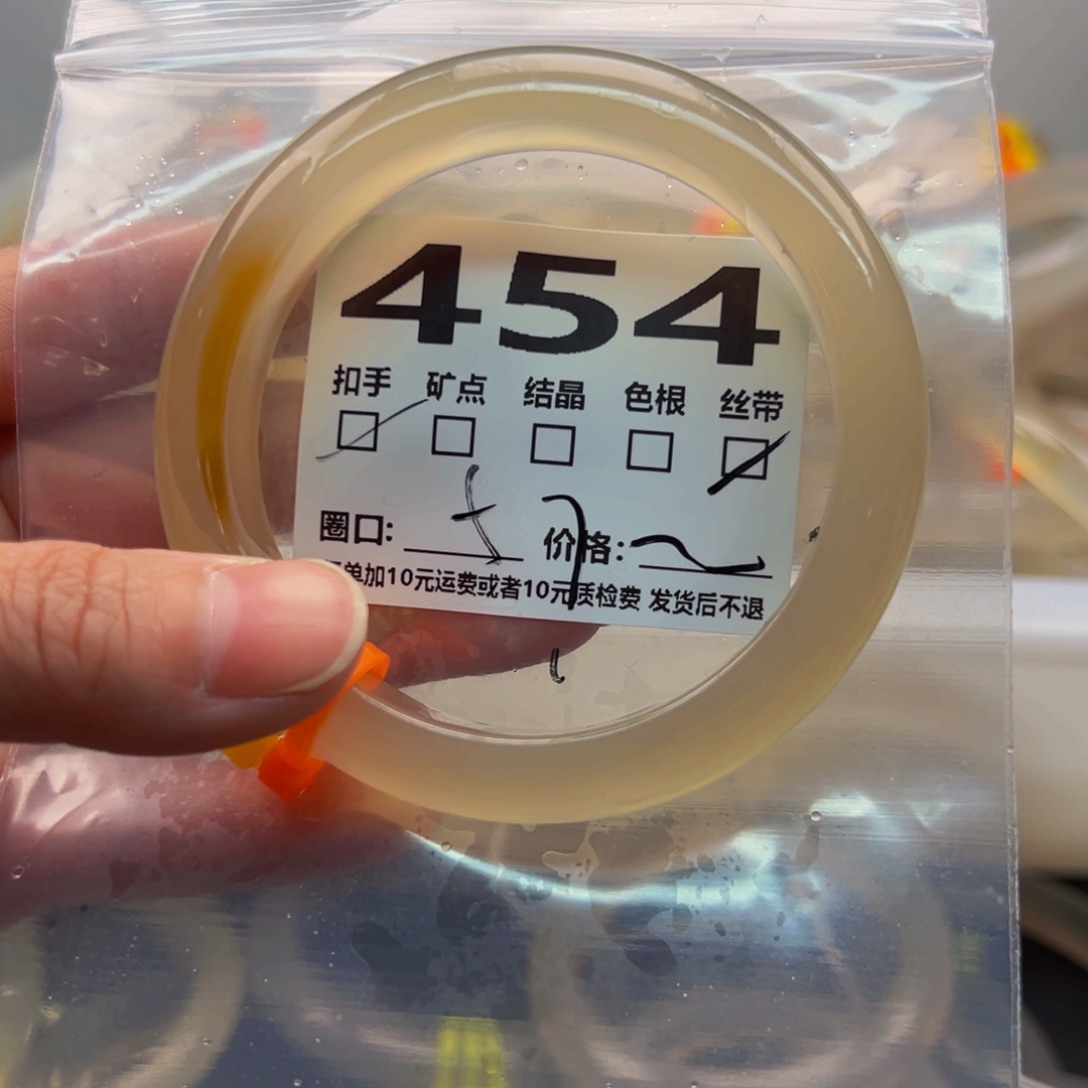 454
扣手 矿点 结晶 色根 丝带
圈口: 价格:
单加10元运费或者10元质检费 发货后不退